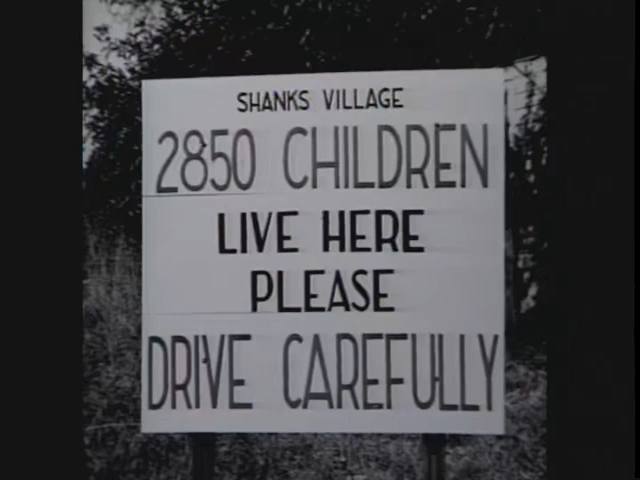 SHANKS VILLAGE
2850 CHILDREN
LIVE HERE
PLEASE
DRIVE CAREFULLY